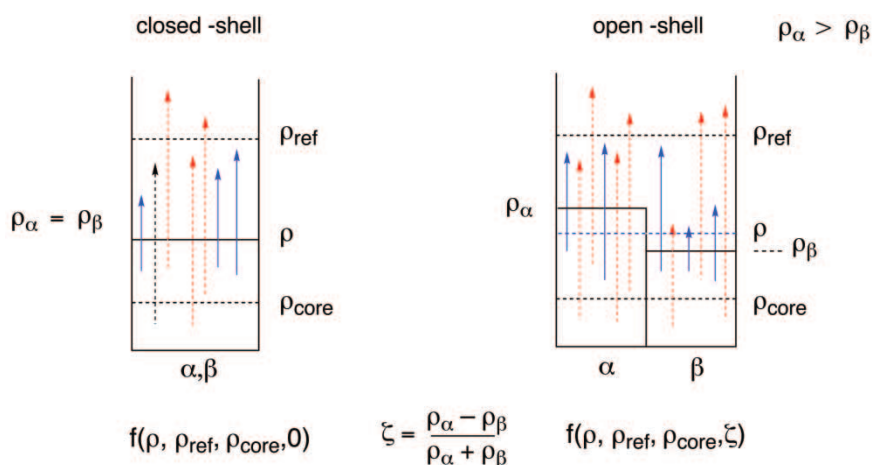 closed -shell
ρref
ρα = ρβ
ρ
ρcore
α,β
f(ρ, ρref, ρcore,0)
open -shell
ρα > ρβ
ρref
ρα
ρ
ρβ
ρcore
α
β
ζ = ρα − ρβ / ρα + ρβ
f(ρ, ρref, ρcore,ζ)